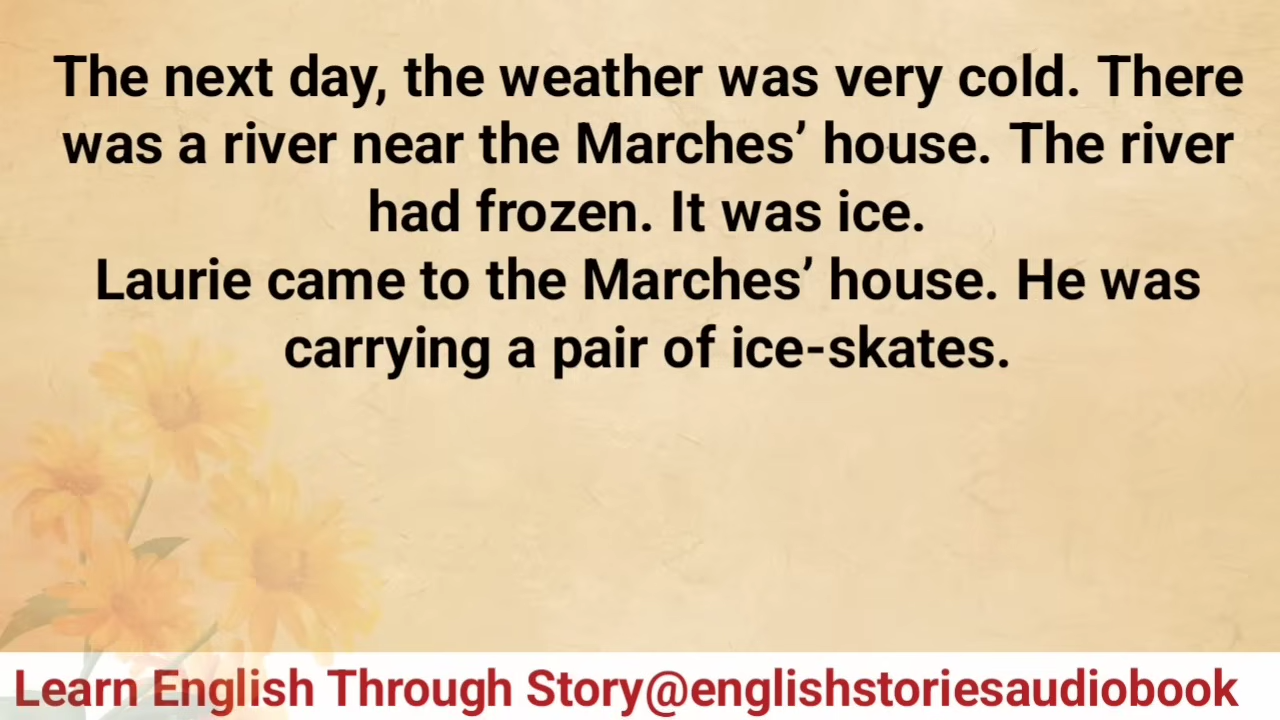 The next day, the weather was very cold. There
was a river near the Marches’ house. The river
had frozen. It was ice.
Laurie came to the Marches’ house. He was
carrying a pair of ice-skates.
Learn English Through Story@englishstoriesaudiobook